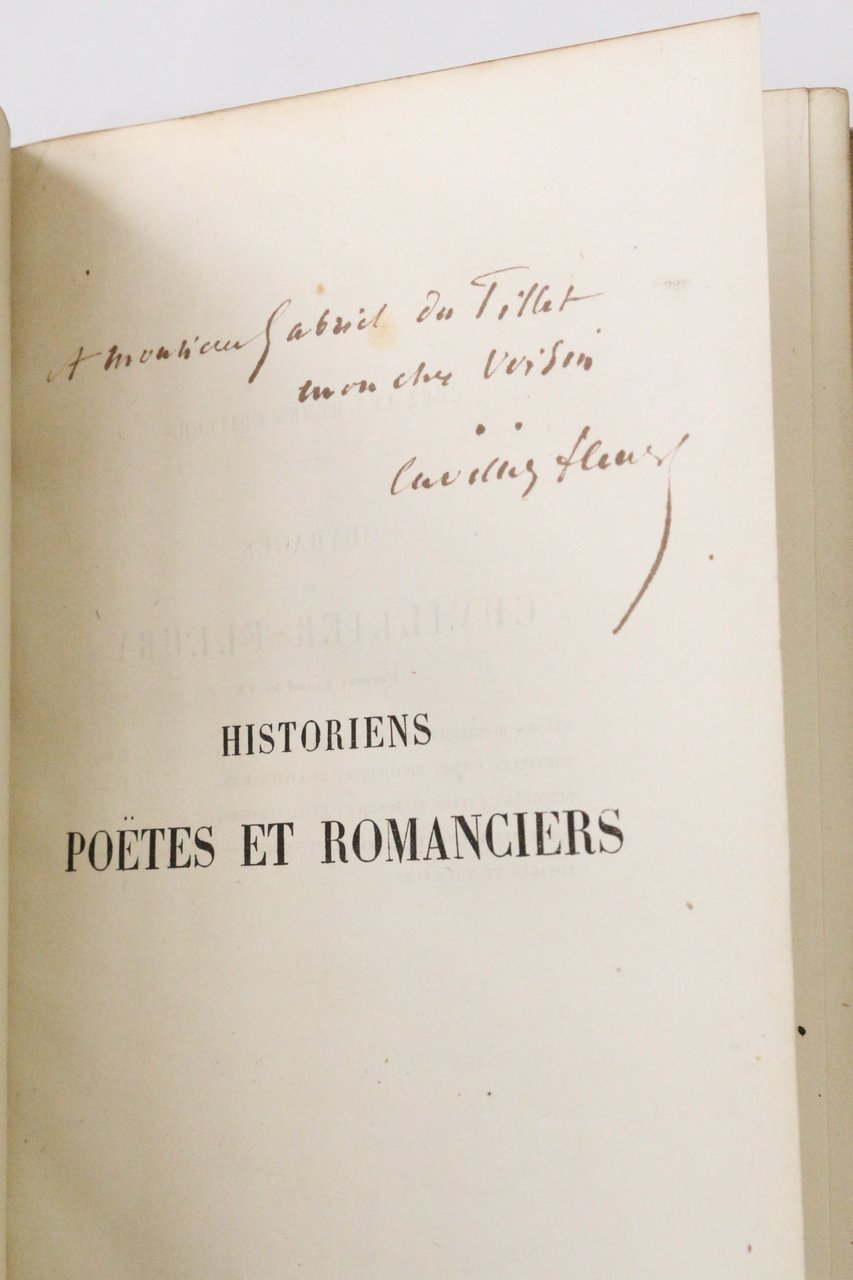 A monsieur Gabriel du Tillet
mon cher Voisin
Cuvillier fleury
HISTORIENS
POËTES ET ROMANCIERS